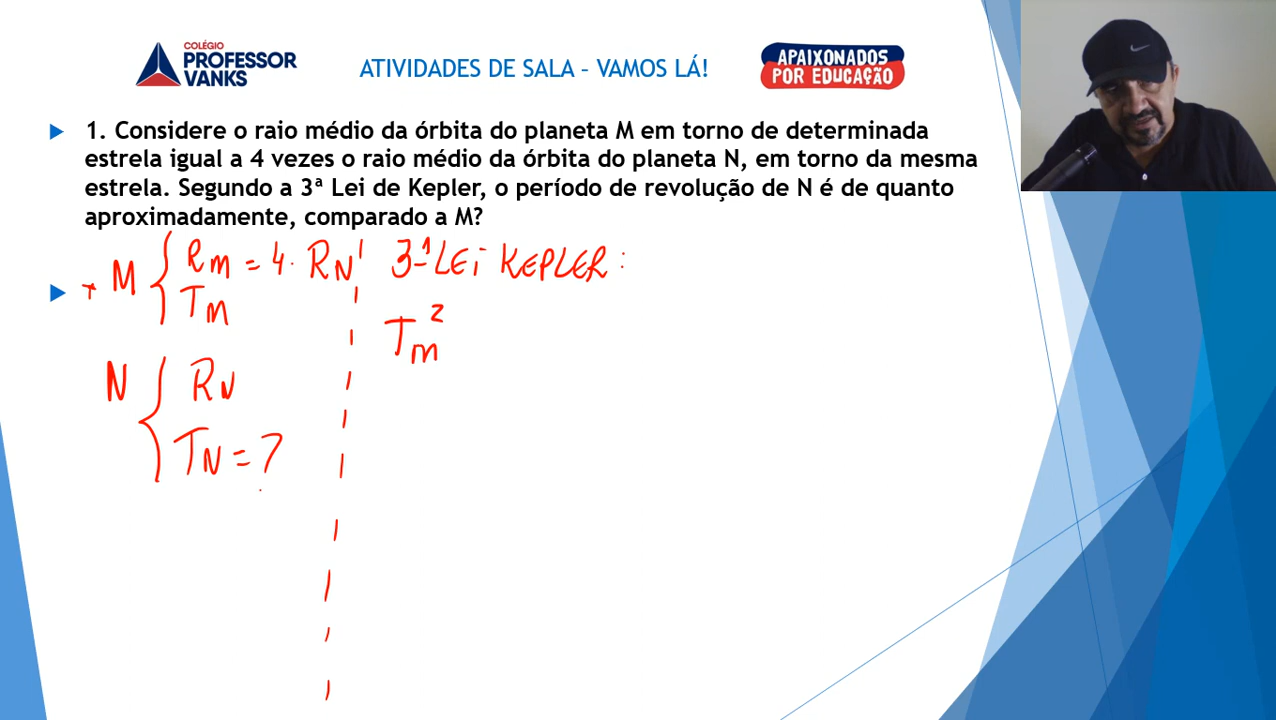 COLÉGIO
PROFESSOR
VANKS
ATIVIDADES DE SALA – VAMOS LÁ!
APAIXONADOS
POR EDUCAÇÃO
1. Considere o raio médio da órbita do planeta M em torno de determinada
estrela igual a 4 vezes o raio médio da órbita do planeta N, em torno da mesma
estrela. Segundo a 3ª Lei de Kepler, o período de revolução de N é de quanto
aproximadamente, comparado a M?
M { Rm = 4. RN
Tm
N { RN
TN = ?
3ª LEi KEPLER:
Tm²